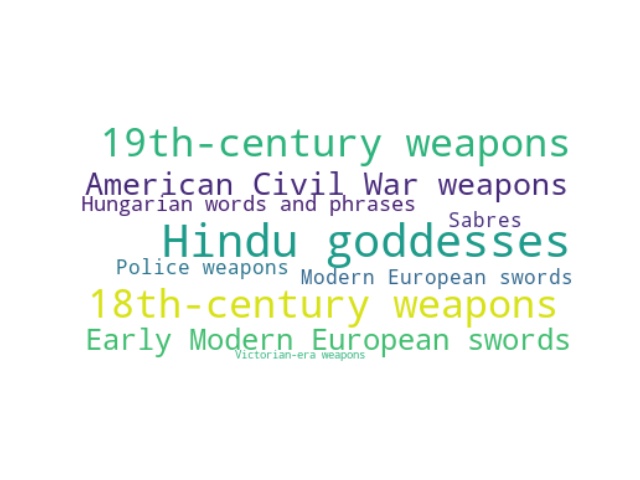 19th-century weapons
American Civil War weapons
Hungarian words and phrases
Sabres
Hindu goddesses
Police weapons
Modern European swords
18th-century weapons
Early Modern European swords
Victorian-era weapons